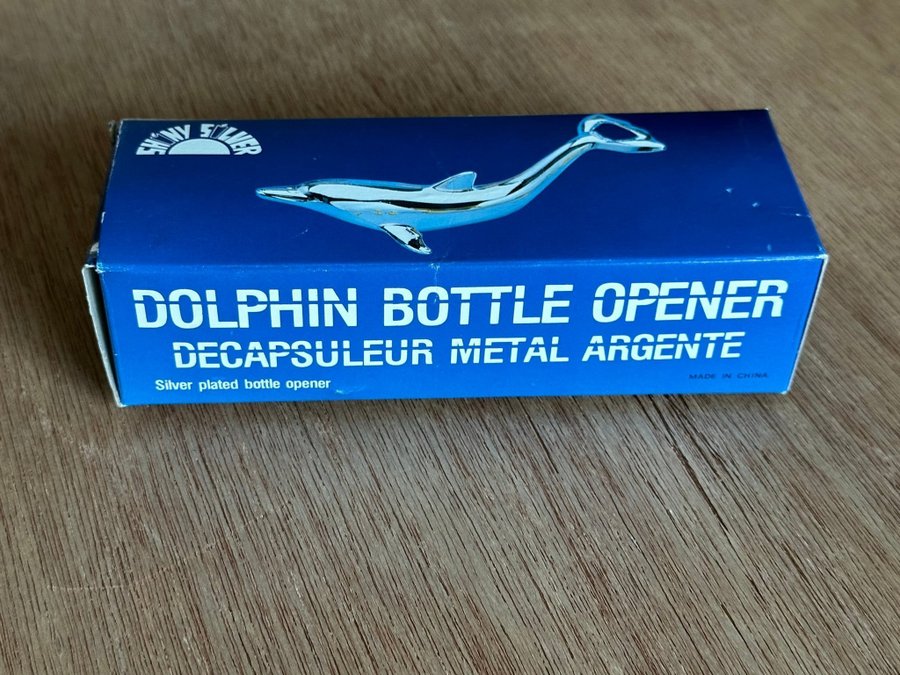 SHINY SILVER
DOLPHIN BOTTLE OPENER
DECAPSULEUR METAL ARGENTE
Silver plated bottle opener
MADE IN CHINA